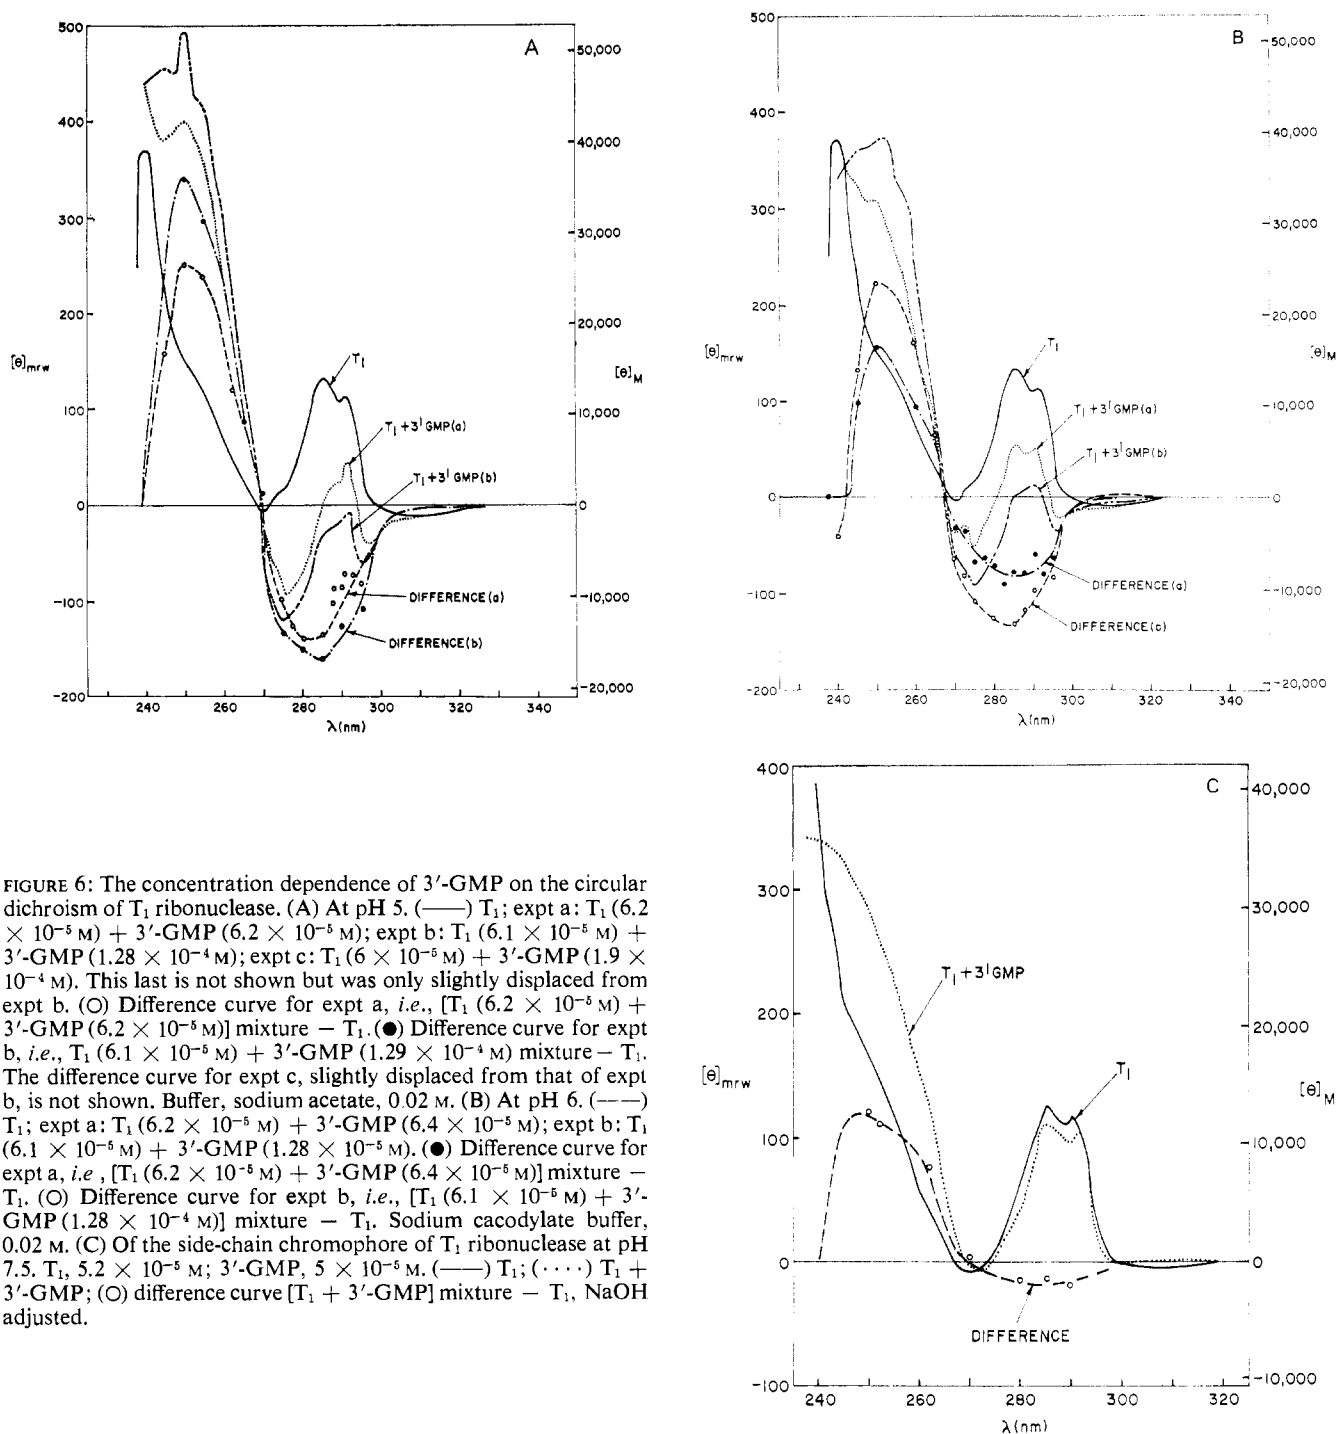 A
500
400
300
200
100
0
-100
-200
[θ]mrw
50,000
40,000
30,000
20,000
10,000
0
-10,000
-20,000
[θ]M
T1
T1+3'GMP(a)
T1+3'GMP(b)
DIFFERENCE(a)
DIFFERENCE(b)
240 260 280 290 300 320 340
λ(nm)
B
500
400
300
200
100
0
-100
-200
[θ]mrw
50,000
40,000
30,000
20,000
10,000
0
-10,000
-20,000
[θ]M
T1
T1+3'GMP(a)
T1+3'GMP(b)
DIFFERENCE(a)
DIFFERENCE(c)
240 260 280 290 300 320 340
λ(nm)
C
400
300
200
100
0
-100
[θ]mrw
40,000
30,000
20,000
10,000
0
-10,000
[θ]M
T1+3'GMP
T1
DIFFERENCE
240 260 280 290 300 320
λ(nm)
FIGURE 6: The concentration dependence of 3′-GMP on the circular
dichroism of T1 ribonuclease. (A) At pH 5. (——) T1; expt a: T1 (6.2
× 10⁻⁵ M) + 3′-GMP (6.2 × 10⁻⁵ M); expt b: T1 (6.1 × 10⁻⁵ M) +
3′-GMP (1.28 × 10⁻⁴ M); expt c: T1 (6 × 10⁻⁵ M) + 3′-GMP (1.9 ×
10⁻⁴ M). This last is not shown but was only slightly displaced from
expt b. (O) Difference curve for expt a, i.e., [T1 (6.2 × 10⁻⁵ M) +
3′-GMP (6.2 × 10⁻⁵ M)] mixture − T1. (●) Difference curve for expt
b, i.e., T1 (6.1 × 10⁻⁵ M) + 3′-GMP (1.29 × 10⁻⁴ M) mixture − T1.
The difference curve for expt c, slightly displaced from that of expt
b, is not shown. Buffer, sodium acetate, 0.02 M. (B) At pH 6. (——)
T1; expt a: T1 (6.2 × 10⁻⁵ M) + 3′-GMP (6.4 × 10⁻⁵ M); expt b: T1
(6.1 × 10⁻⁵ M) + 3′-GMP (1.28 × 10⁻⁵ M). (●) Difference curve for
expt a, i.e , [T1 (6.2 × 10⁻⁵ M) + 3′-GMP (6.4 × 10⁻⁵ M)] mixture −
T1. (O) Difference curve for expt b, i.e., [T1 (6.1 × 10⁻⁵ M) + 3′-
GMP (1.28 × 10⁻⁴ M)] mixture − T1. Sodium cacodylate buffer,
0.02 M. (C) Of the side-chain chromophore of T1 ribonuclease at pH
7.5. T1, 5.2 × 10⁻⁵ M; 3′-GMP, 5 × 10⁻⁵ M. (——) T1; (····) T1 +
3′-GMP; (O) difference curve [T1 + 3′-GMP] mixture − T1, NaOH
adjusted.